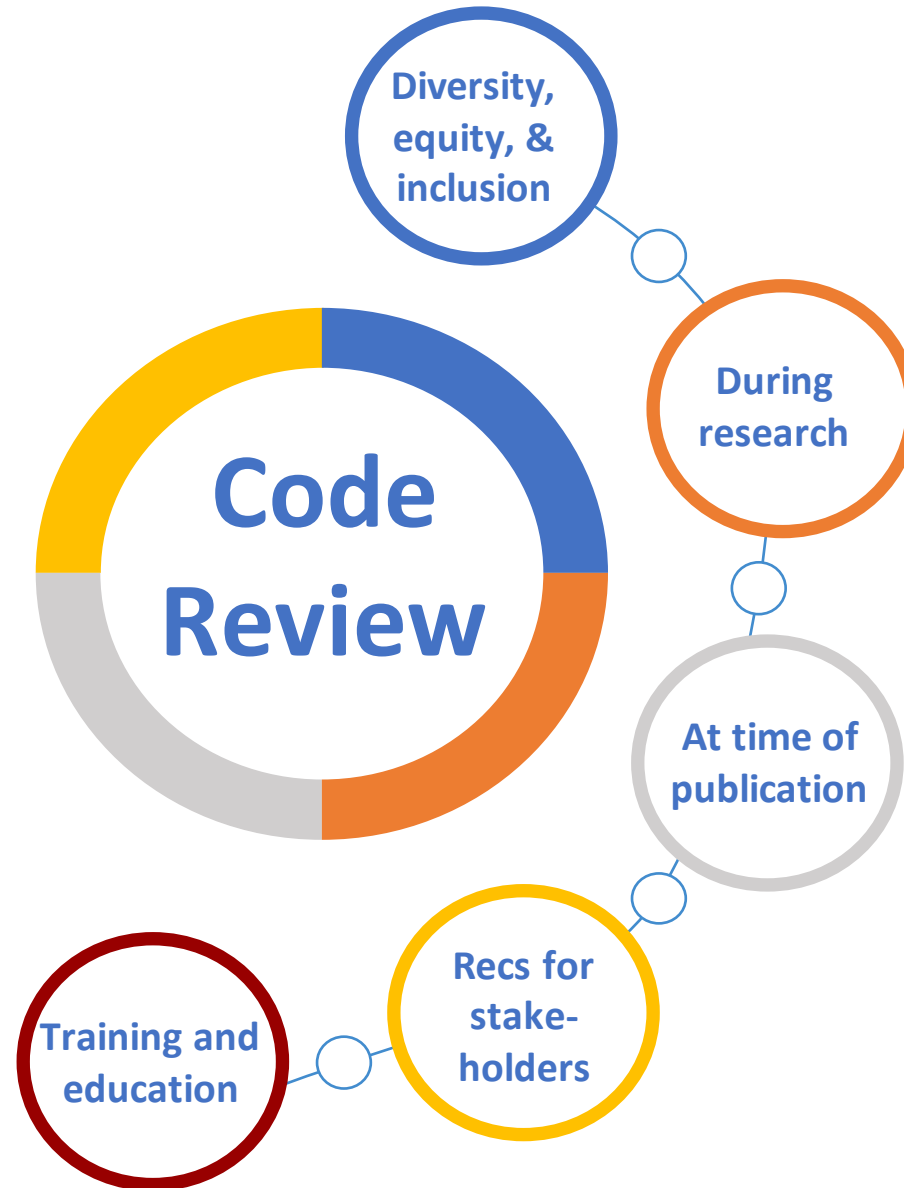 Diversity,
equity, &
inclusion
During
research
Code
Review
At time of
publication
Recs for
stake-
holders
Training and
education